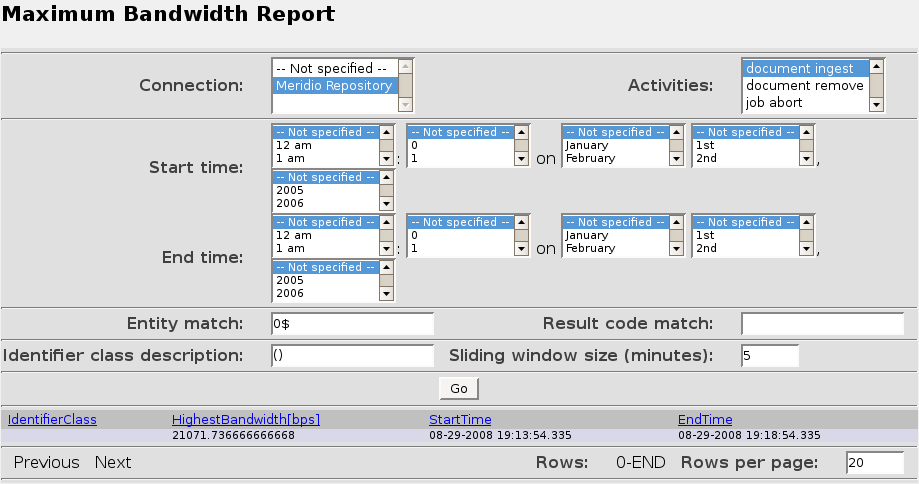 Maximum Bandwidth Report
Connection:
-- Not specified --
Meridio Repository
Activities:
document ingest
document remove
job abort
Start time:
-- Not specified -- -- Not specified -- -- Not specified -- -- Not specified --
12 am 0 January 1st
1 am : 1 on February 2nd ,
-- Not specified --
2005
2006
End time:
-- Not specified -- -- Not specified -- -- Not specified -- -- Not specified --
12 am 0 January 1st
1 am : 1 on February 2nd ,
-- Not specified --
2005
2006
Entity match: 0$ Result code match:
Identifier class description: () Sliding window size (minutes): 5
Go
IdentifierClass HighestBandwidth[bps] StartTime EndTime
21071.736666666668 08-29-2008 19:13:54.335 08-29-2008 19:18:54.335
Previous Next Rows: 0-END Rows per page: 20